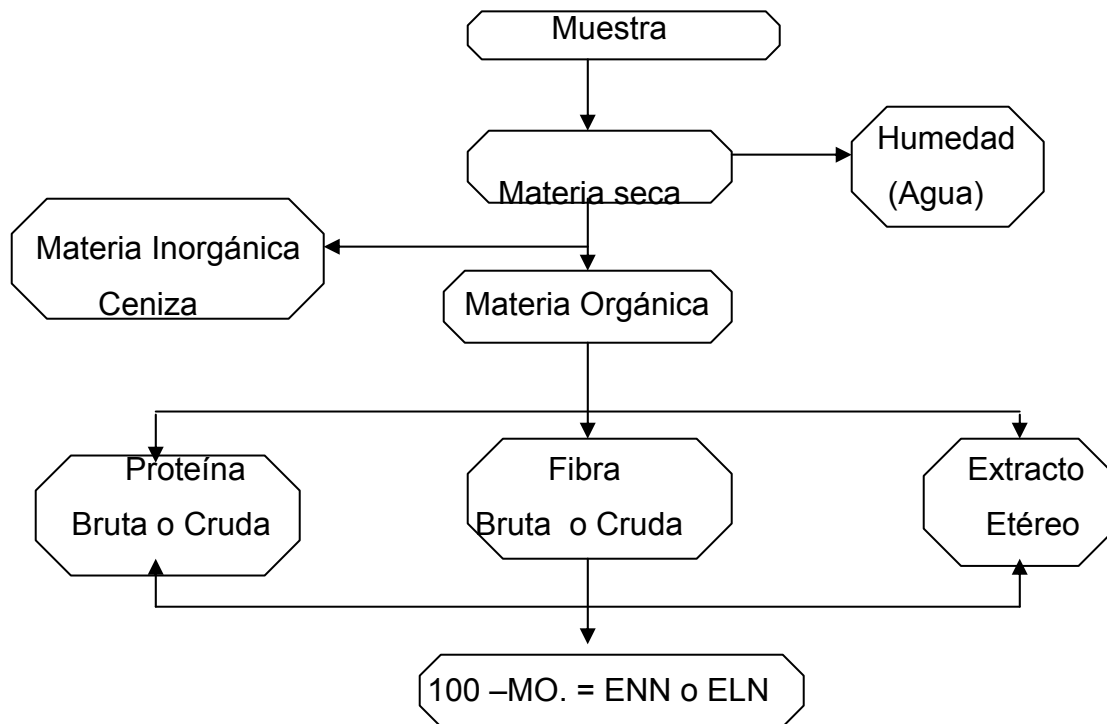 Muestra
Materia seca
Humedad
(Agua)
Materia Inorgánica
Ceniza
Materia Orgánica
Proteína
Bruta o Cruda
Fibra
Bruta o Cruda
Extracto
Etéreo
100 –MO. = ENN o ELN